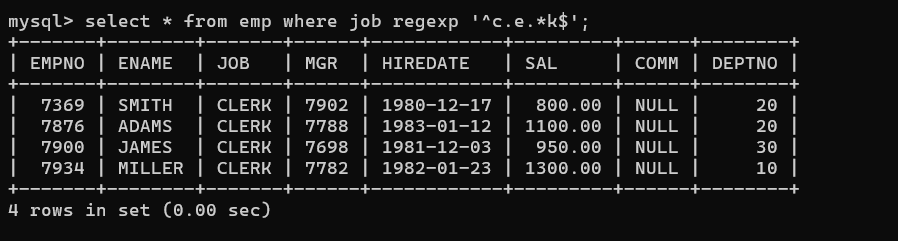 mysql> select * from emp where job regexp '^c.e.*k$';
+-------+--------+-------+------+------------+---------+------+--------+
| EMPNO | ENAME  | JOB   | MGR  | HIREDATE   | SAL     | COMM | DEPTNO |
+-------+--------+-------+------+------------+---------+------+--------+
|  7369 | SMITH  | CLERK | 7902 | 1980-12-17 |  800.00 | NULL |     20 |
|  7876 | ADAMS  | CLERK | 7788 | 1983-01-12 | 1100.00 | NULL |     20 |
|  7900 | JAMES  | CLERK | 7698 | 1981-12-03 |  950.00 | NULL |     30 |
|  7934 | MILLER | CLERK | 7782 | 1982-01-23 | 1300.00 | NULL |     10 |
+-------+--------+-------+------+------------+---------+------+--------+
4 rows in set (0.00 sec)